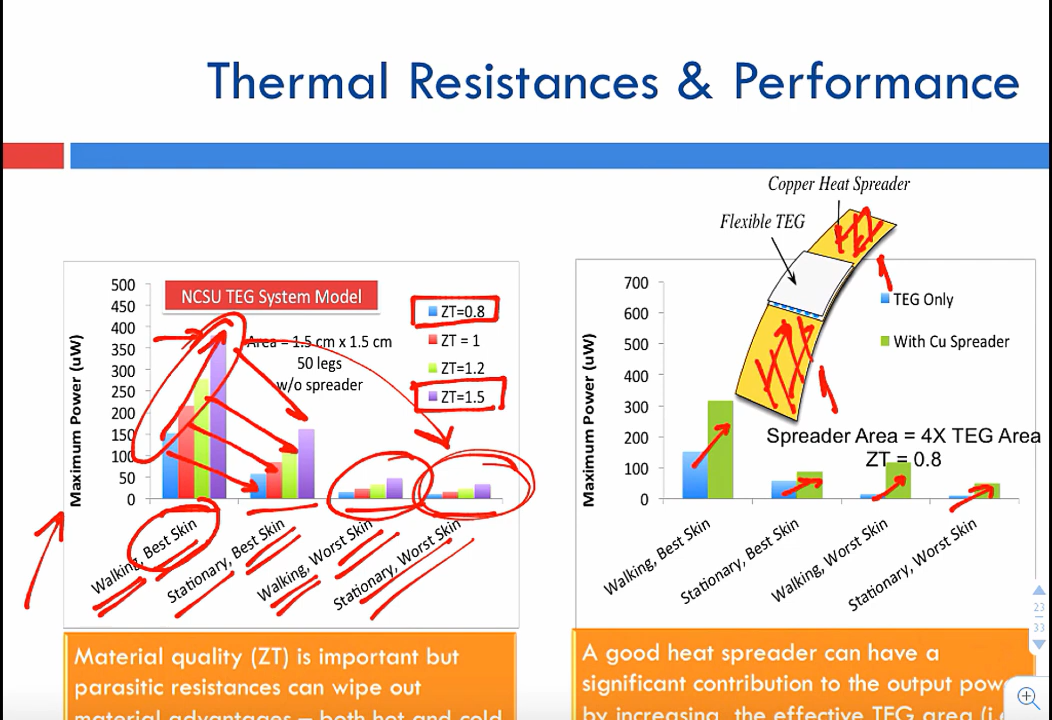 Thermal Resistances & Performance
Copper Heat Spreader
Flexible TEG
500
450
400
350
300
250
200
150
100
50
0
Maximum Power (uW)
NCSU TEG System Model
Area = 1.5 cm x 1.5 cm
50 legs
w/o spreader
ZT=0.8
ZT = 1
ZT=1.2
ZT=1.5
Walking, Best Skin
Stationary, Best Skin
Walking, Worst Skin
Stationary, Worst Skin
700
600
500
400
300
200
100
0
Maximum Power (uW)
TEG Only
With Cu Spreader
Spreader Area = 4X TEG Area
ZT = 0.8
Walking, Best Skin
Stationary, Best Skin
Walking, Worst Skin
Stationary, Worst Skin
Material quality (ZT) is important but
parasitic resistances can wipe out
material advantages – both hot and cold
A good heat spreader can have a
significant contribution to the output
by increasing the effective TEG area
23
33